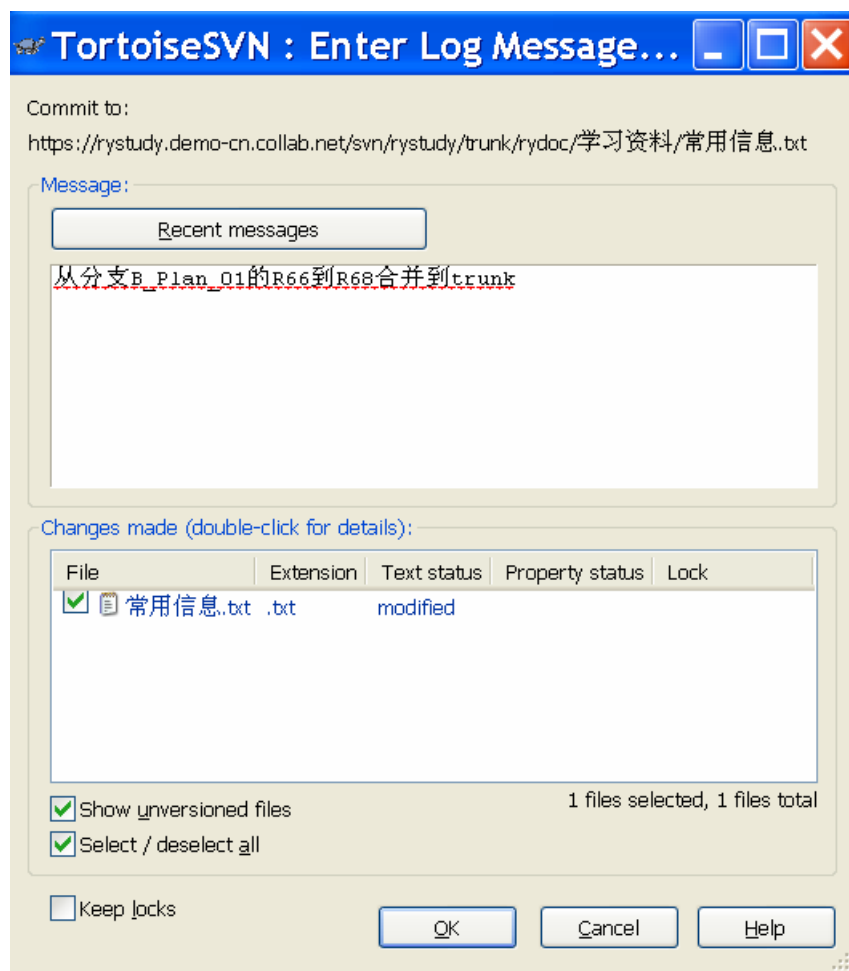 TortoiseSVN : Enter Log Message...
Commit to:
https://rystudy.demo-cn.collab.net/svn/rystudy/trunk/rydoc/学习资料/常用信息.txt
Message:
Recent messages
从分支B_Plan_01的R66到R68合并到trunk
Changes made (double-click for details):
File Extension Text status Property status Lock
常用信息.txt .txt modified
Show unversioned files
1 files selected, 1 files total
Select / deselect all
Keep locks
OK Cancel Help